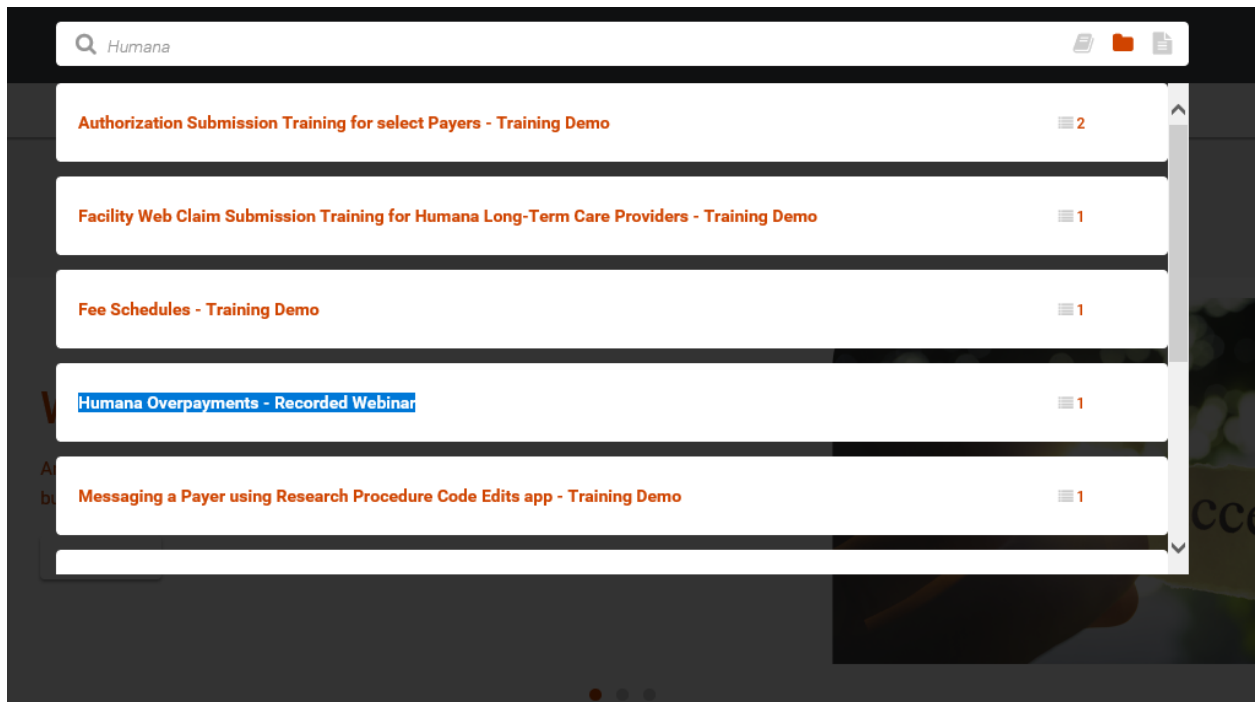 Humana
Authorization Submission Training for select Payers - Training Demo
2
Facility Web Claim Submission Training for Humana Long-Term Care Providers - Training Demo
1
Fee Schedules - Training Demo
1
Humana Overpayments - Recorded Webinar
1
Messaging a Payer using Research Procedure Code Edits app - Training Demo
1